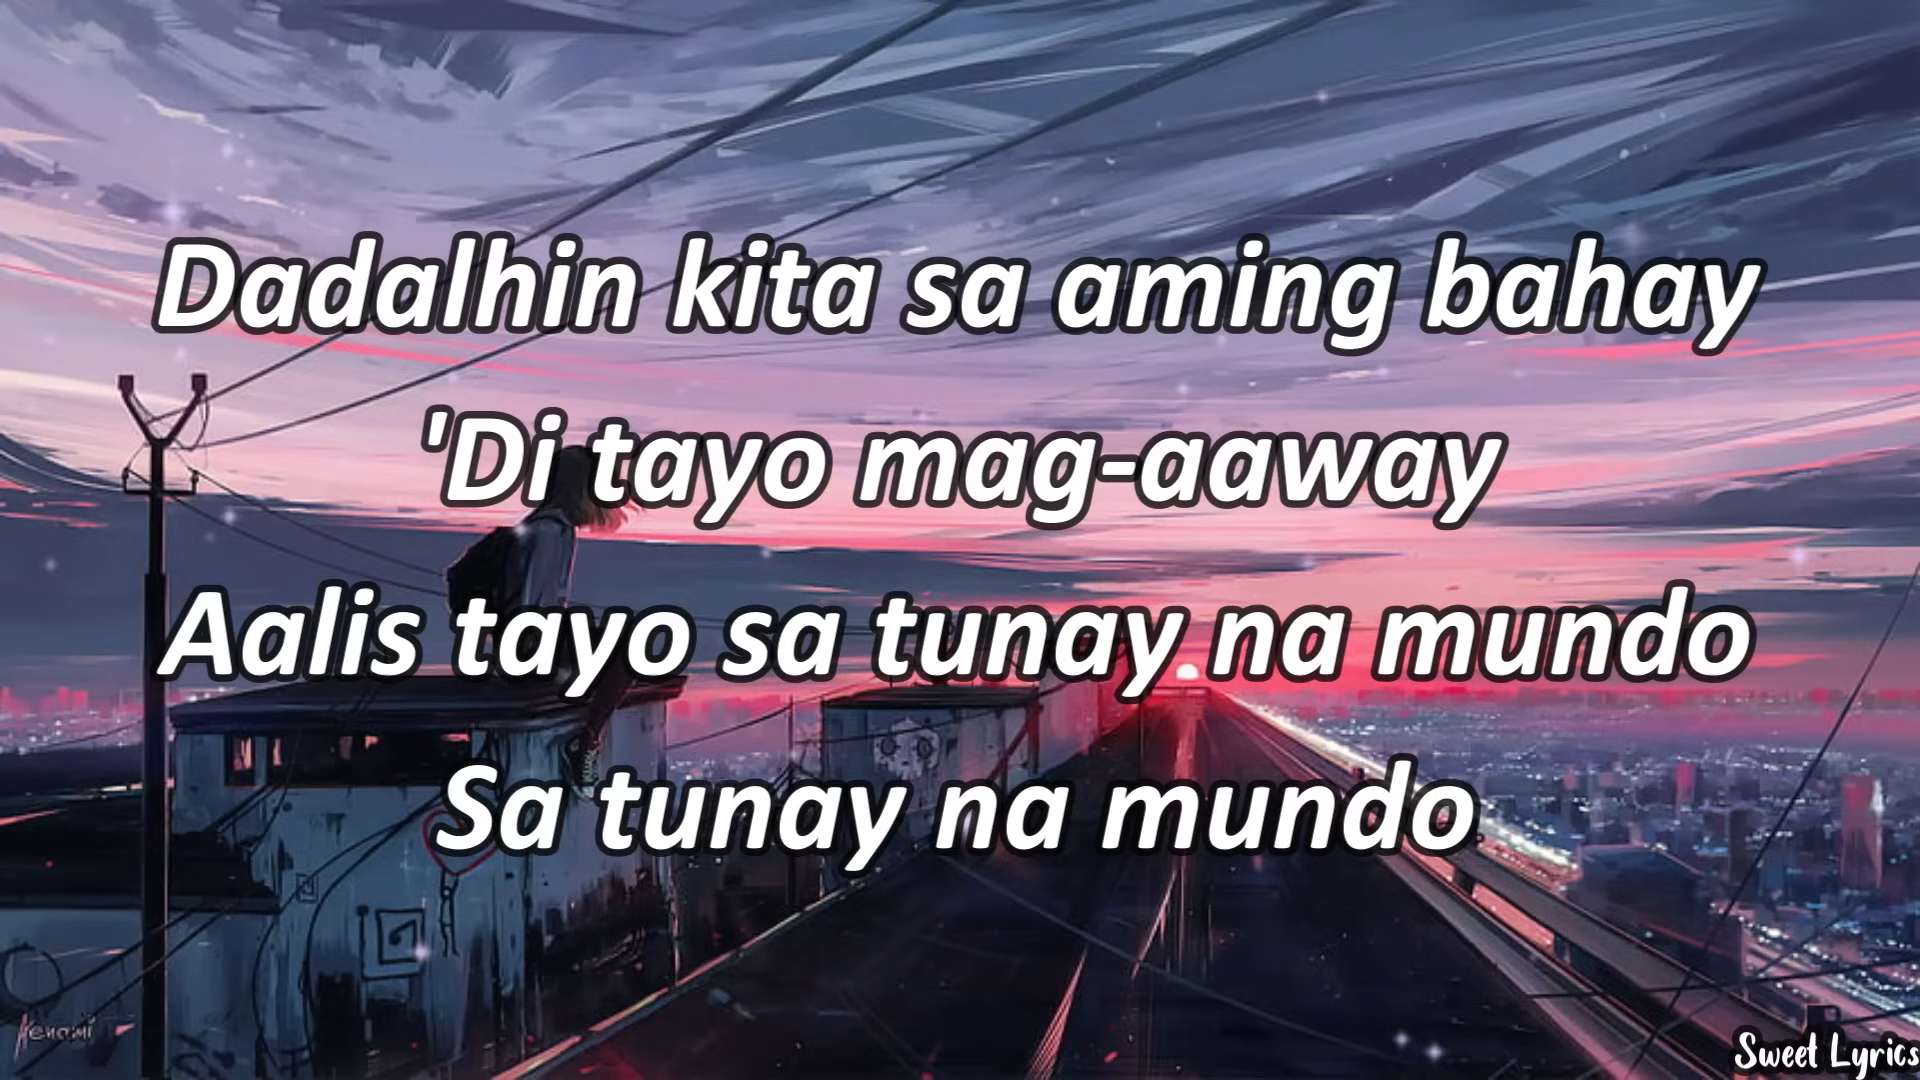 Dadalhin kita sa aming bahay
'Di tayo mag-aaway
Aalis tayo sa tunay na mundo
Sa tunay na mundo
Aenami
Sweet Lyrics